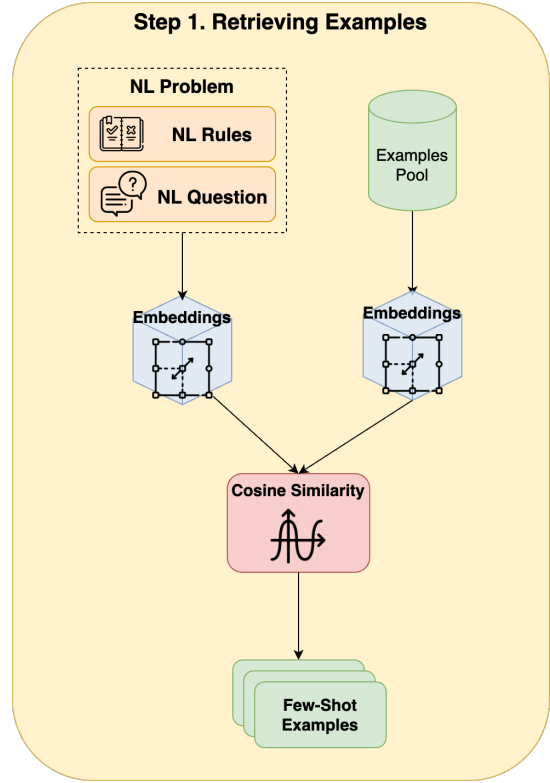 Step 1. Retrieving Examples
NL Problem
NL Rules
NL Question
Examples
Pool
Embeddings
Embeddings
Cosine Similarity
Few-Shot
Examples